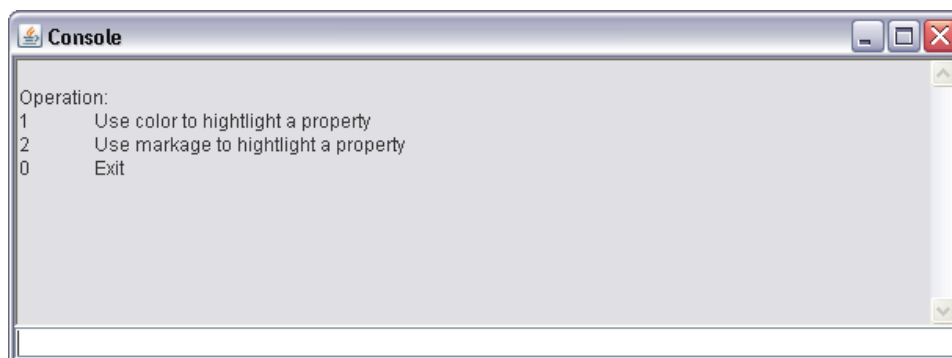 Console
Operation:
1 Use color to hightlight a property
2 Use markage to hightlight a property
0 Exit